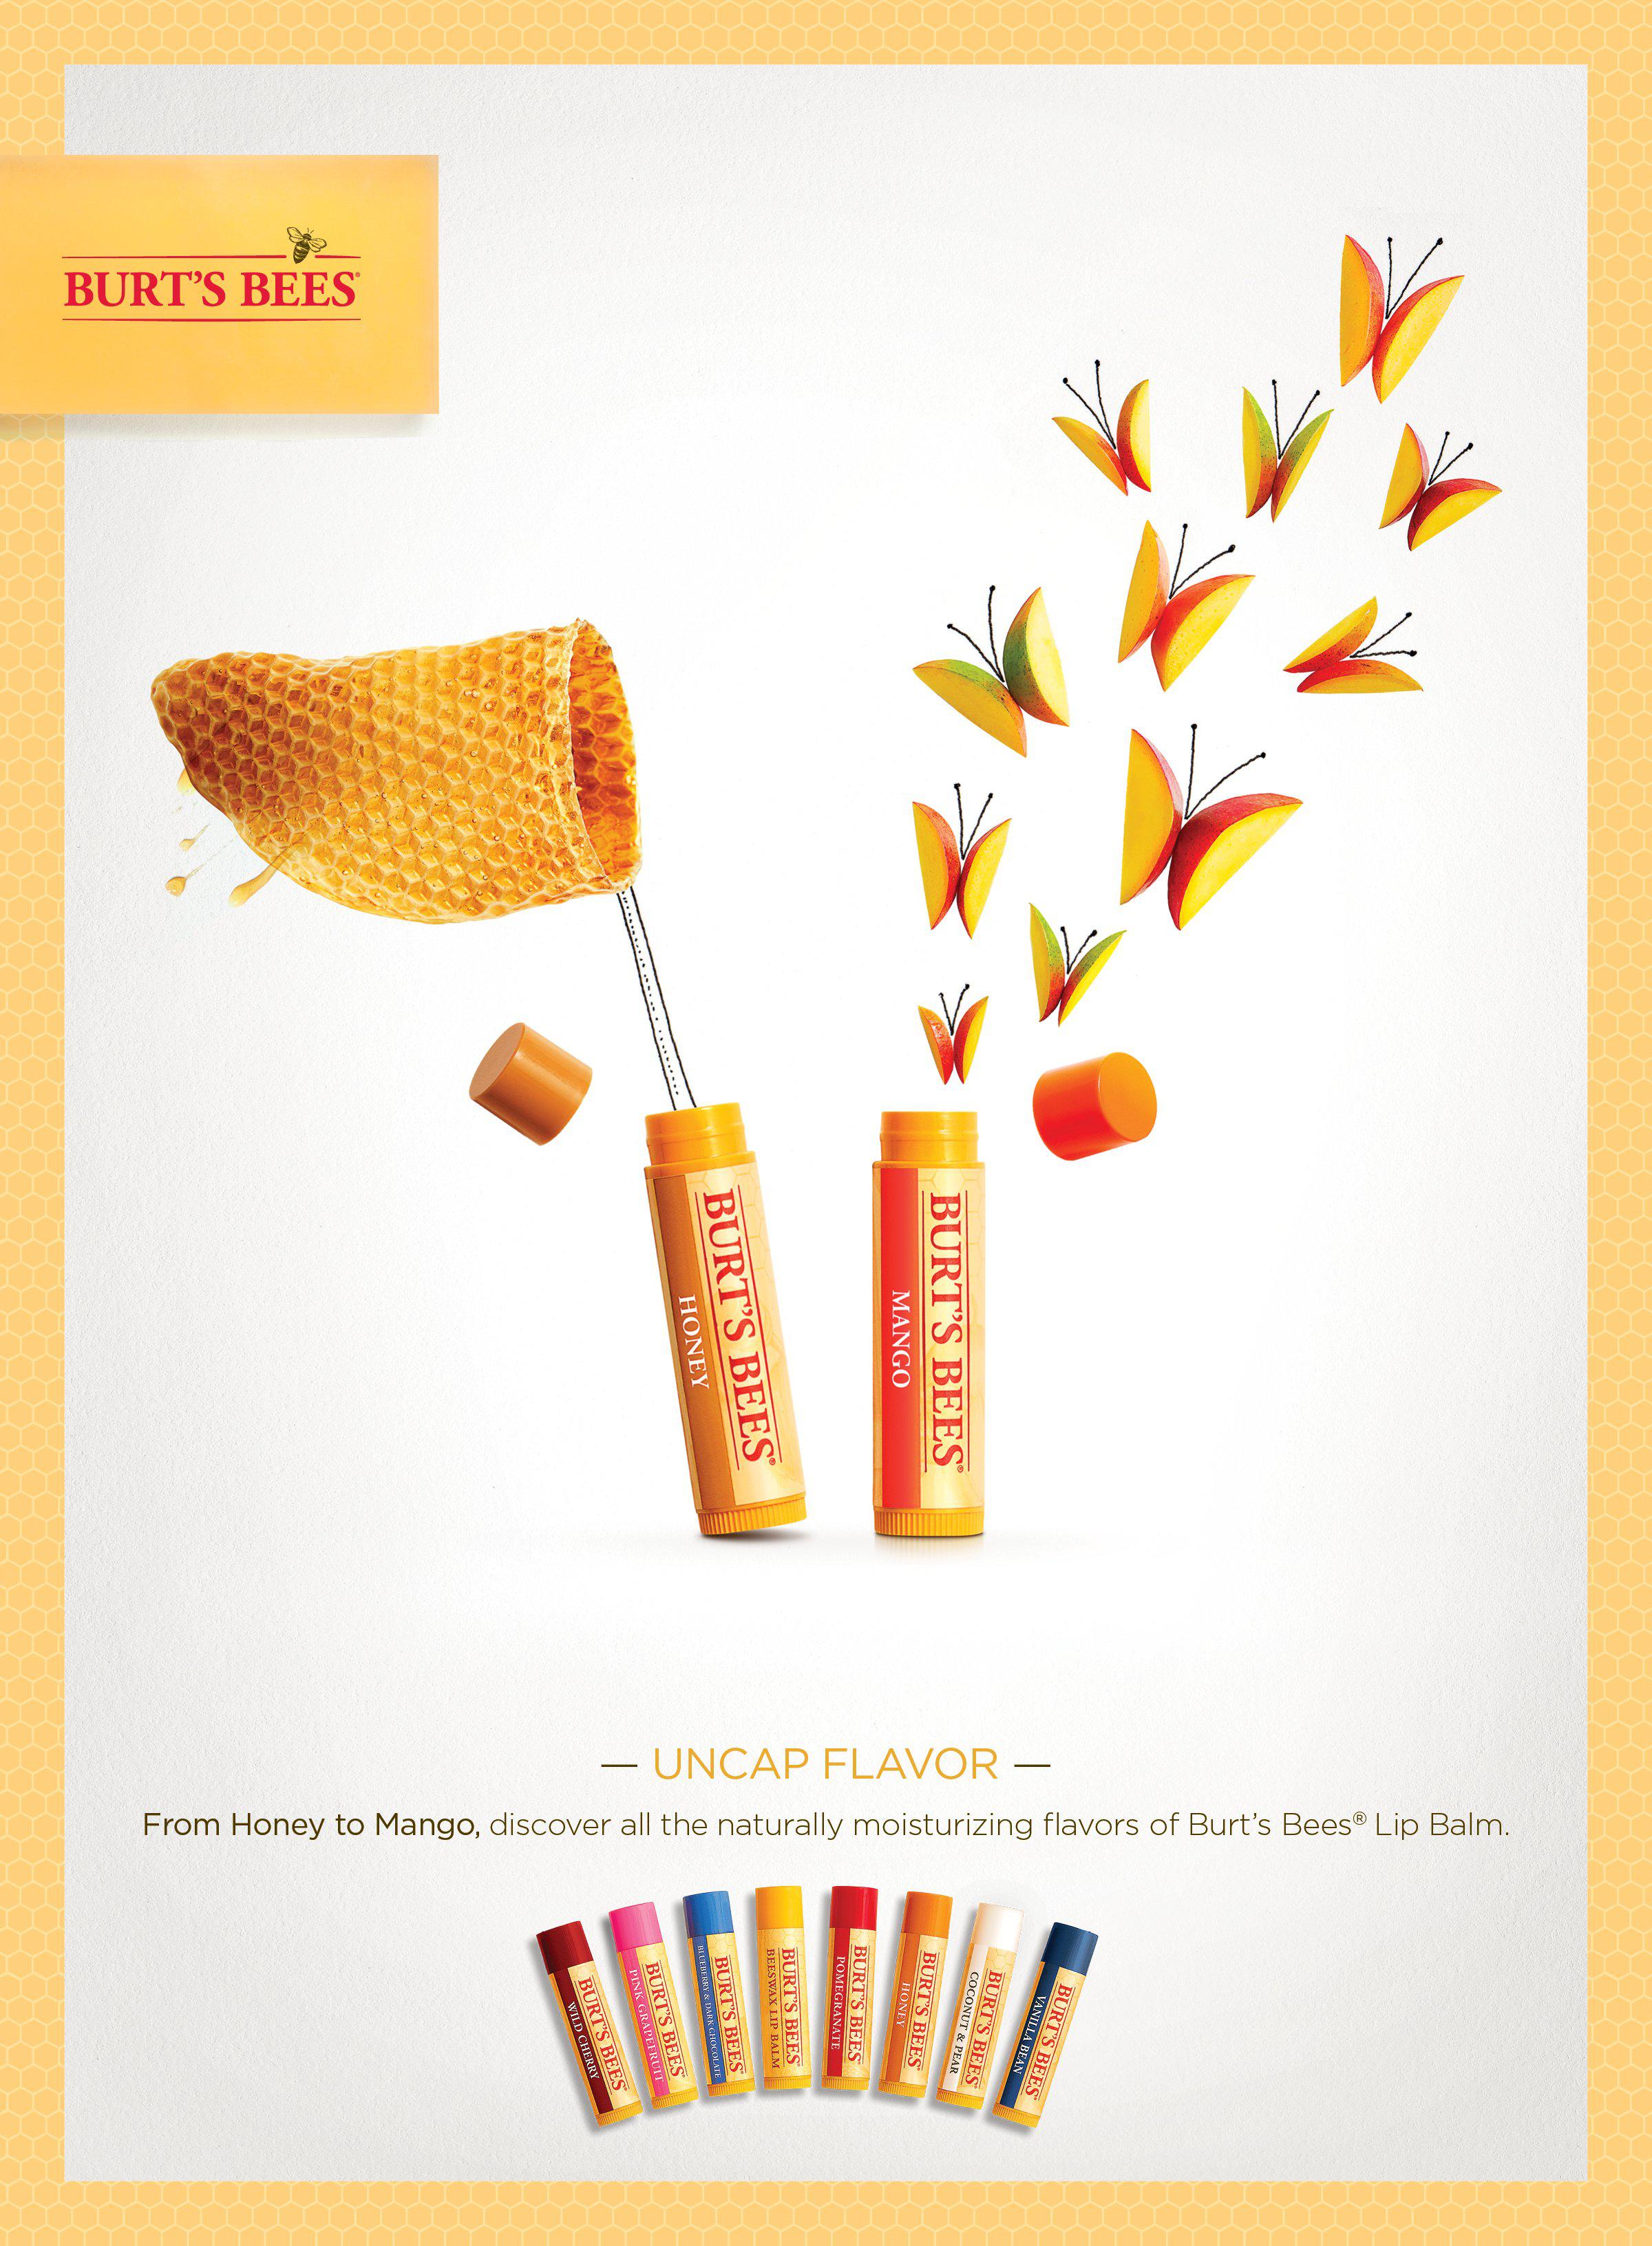 BURT'S BEES®
BURT'S BEES®
HONEY
BURT'S BEES®
MANGO
— UNCAP FLAVOR —
From Honey to Mango, discover all the naturally moisturizing flavors of Burt's Bees® Lip Balm.
BURT'S BEES
WILD CHERRY
BURT'S BEES
PINK GRAPEFRUIT
BURT'S BEES
BLUEBERRY & DARK CHOCOLATE
BURT'S BEES
BEESWAX LIP BALM
BURT'S BEES
POMEGRANATE
BURT'S BEES
HONEY
BURT'S BEES
COCONUT & PEAR
BURT'S BEES
VANILLA BEAN